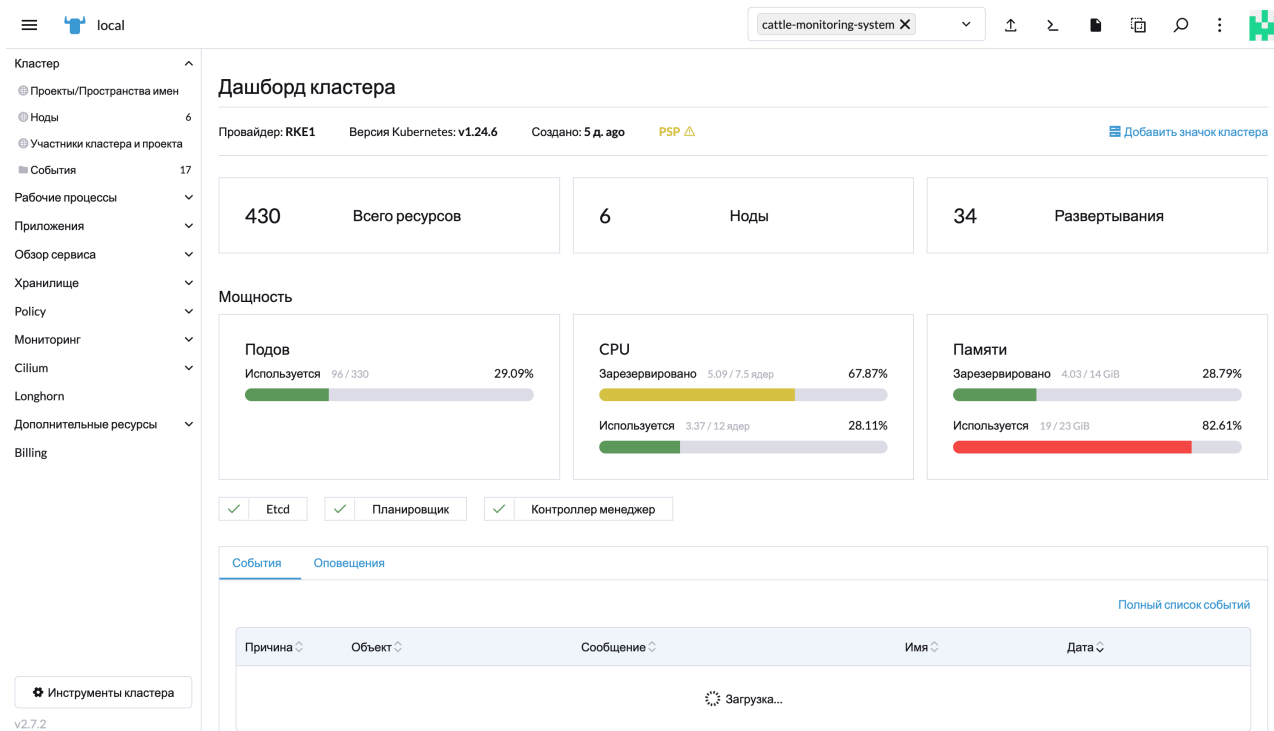 local
cattle-monitoring-system
Кластер
Проекты/Пространства имен
Ноды 6
Участники кластера и проекта
События 17
Рабочие процессы
Приложения
Обзор сервиса
Хранилище
Policy
Мониторинг
Cilium
Longhorn
Дополнительные ресурсы
Billing
Инструменты кластера
v2.7.2
Дашборд кластера
Провайдер: RKE1 Версия Kubernetes: v1.24.6 Создано: 5 д. ago PSP Добавить значок кластера
430 Всего ресурсов
6 Ноды
34 Развертывания
Мощность
Подов
Используется 96 / 330 29.09%
CPU
Зарезервировано 5.09 / 7.5 ядер 67.87%
Используется 3.37 / 12 ядер 28.11%
Памяти
Зарезервировано 4.03 / 14 GiB 28.79%
Используется 19 / 23 GiB 82.61%
Etcd Планировщик Контроллер менеджер
События Оповещения
Полный список событий
Причина Объект Сообщение Имя Дата
Загрузка...